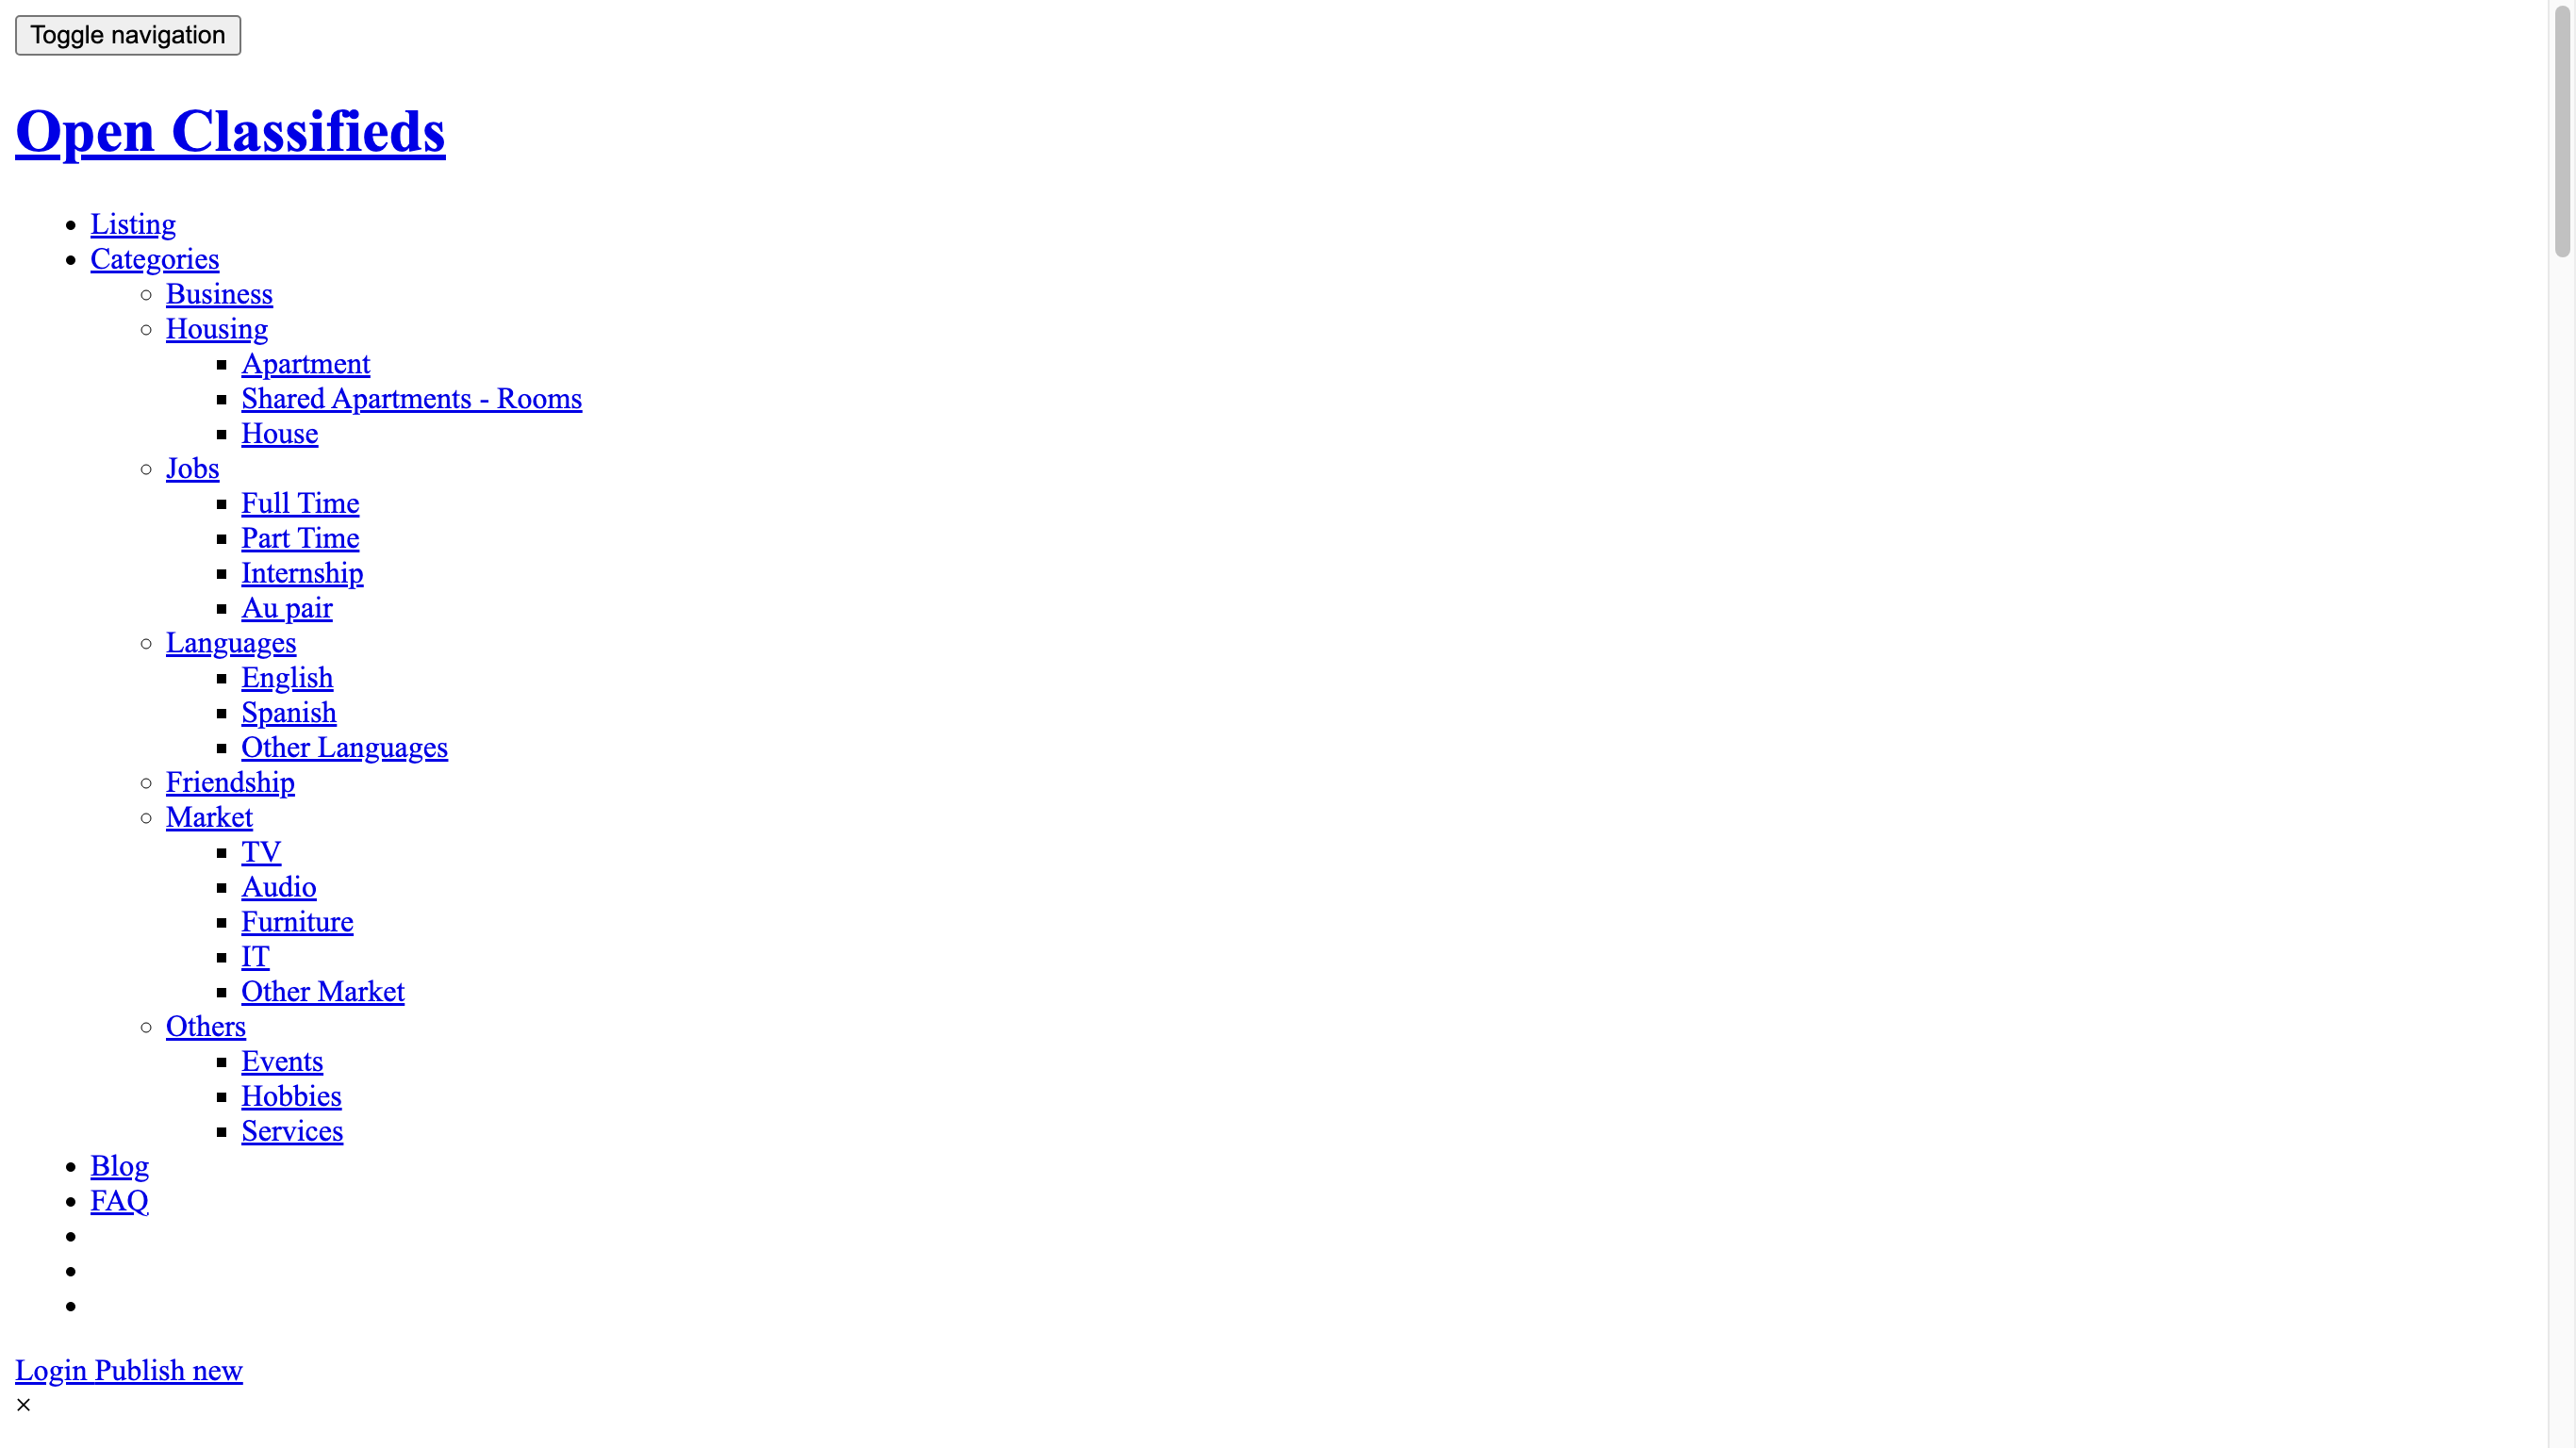 Toggle navigation
Open Classifieds
Listing
Categories
Business
Housing
Apartment
Shared Apartments - Rooms
House
Jobs
Full Time
Part Time
Internship
Au pair
Languages
English
Spanish
Other Languages
Friendship
Market
TV
Audio
Furniture
IT
Other Market
Others
Events
Hobbies
Services
Blog
FAQ
Login Publish new
×